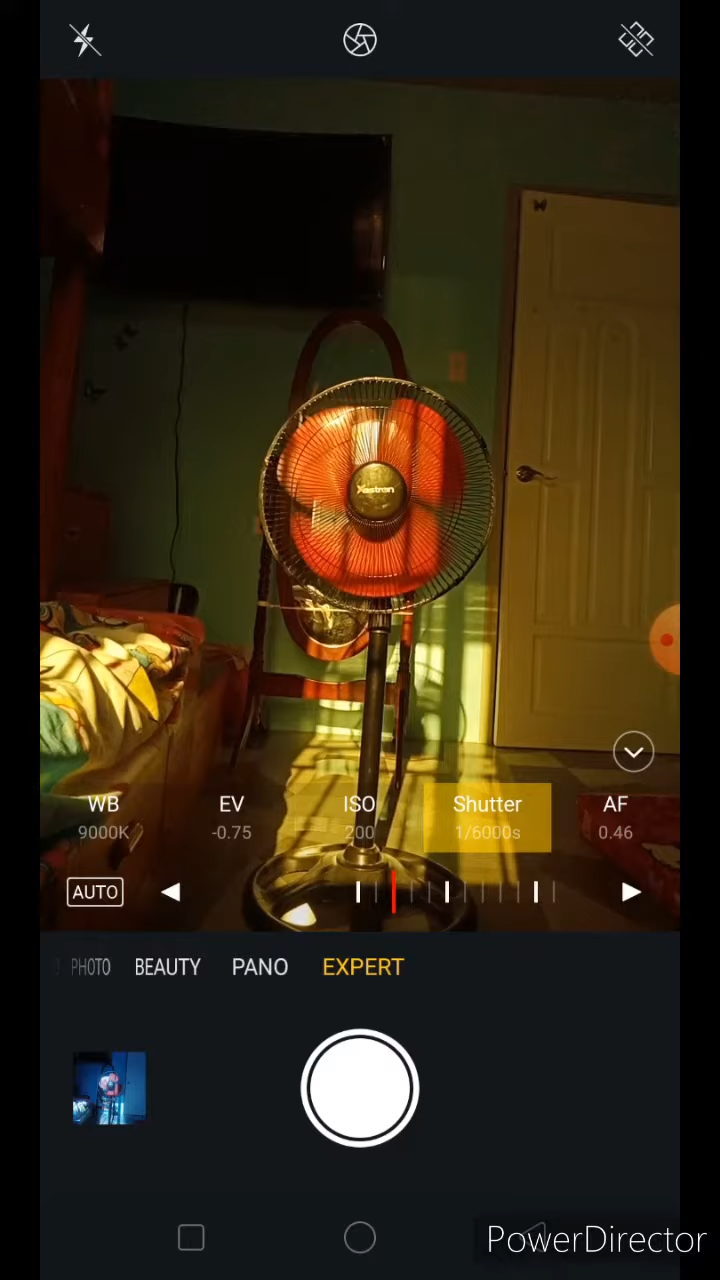 Xastron
WB EV ISO Shutter AF
9000K -0.75 200 1/6000s 0.46
AUTO
PHOTO BEAUTY PANO EXPERT
PowerDirector